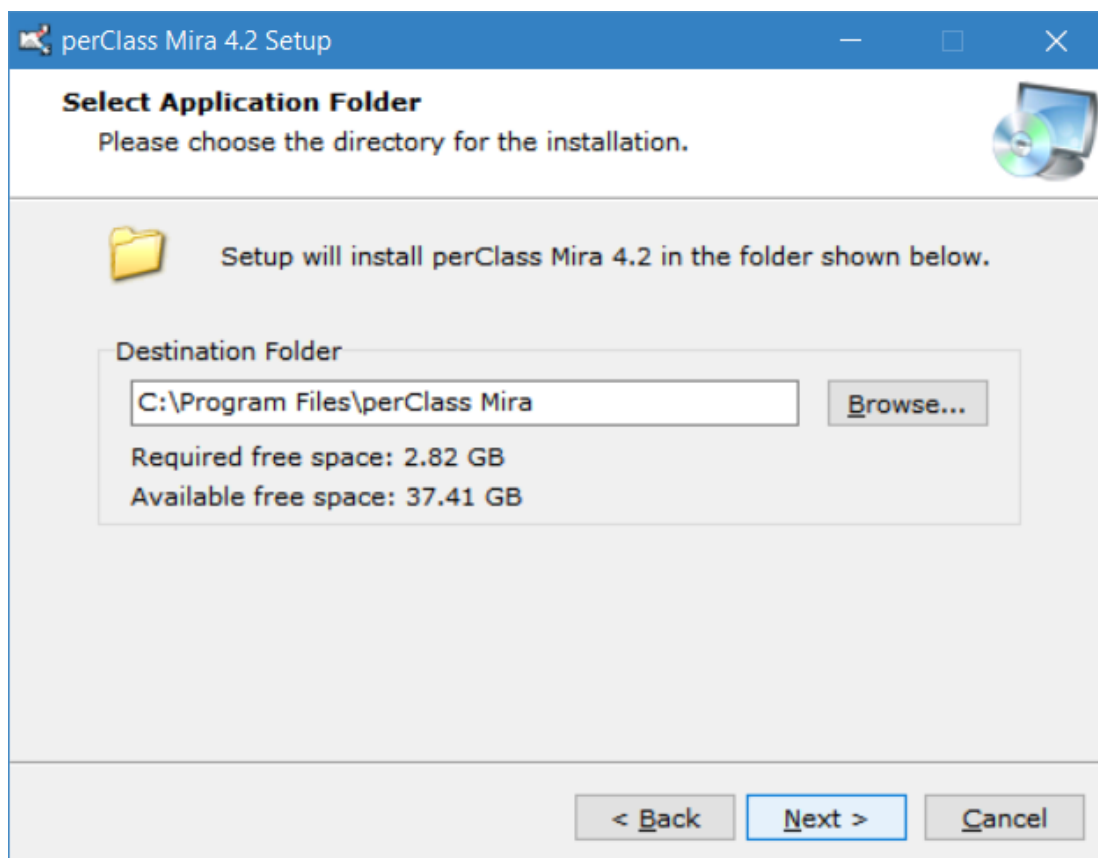 perClass Mira 4.2 Setup
Select Application Folder
Please choose the directory for the installation.
Setup will install perClass Mira 4.2 in the folder shown below.
Destination Folder
C:\Program Files\perClass Mira
Browse...
Required free space: 2.82 GB
Available free space: 37.41 GB
< Back
Next >
Cancel